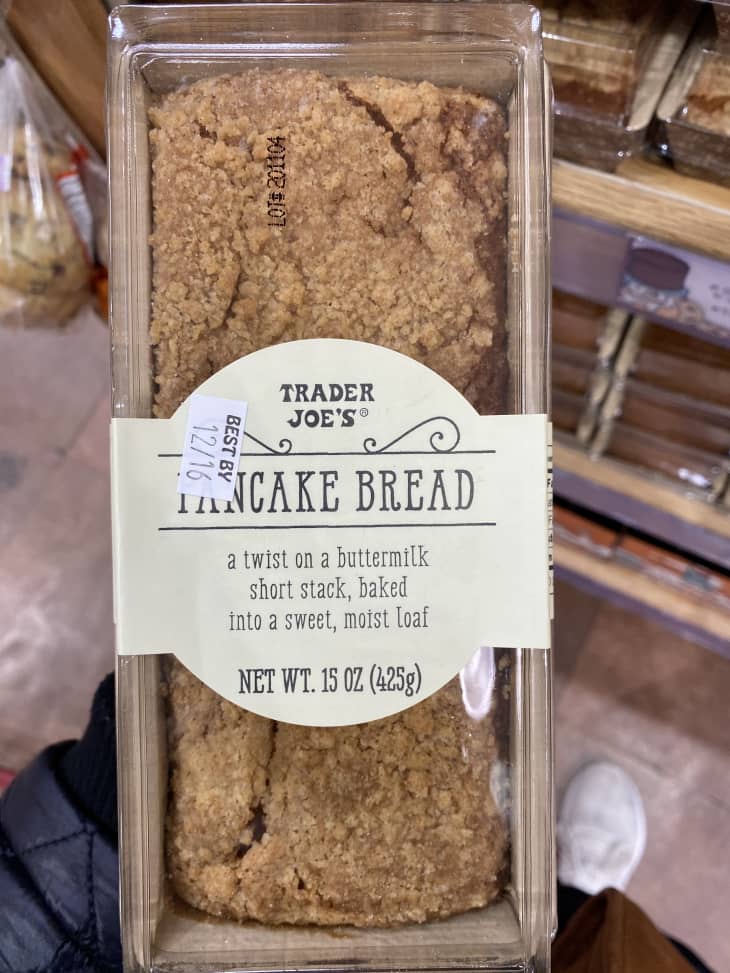 LOT# 201104
TRADER
JOE'S®
BEST BY
12/16
PANCAKE BREAD
a twist on a buttermilk
short stack, baked
into a sweet, moist loaf
NET WT. 15 OZ (425g)